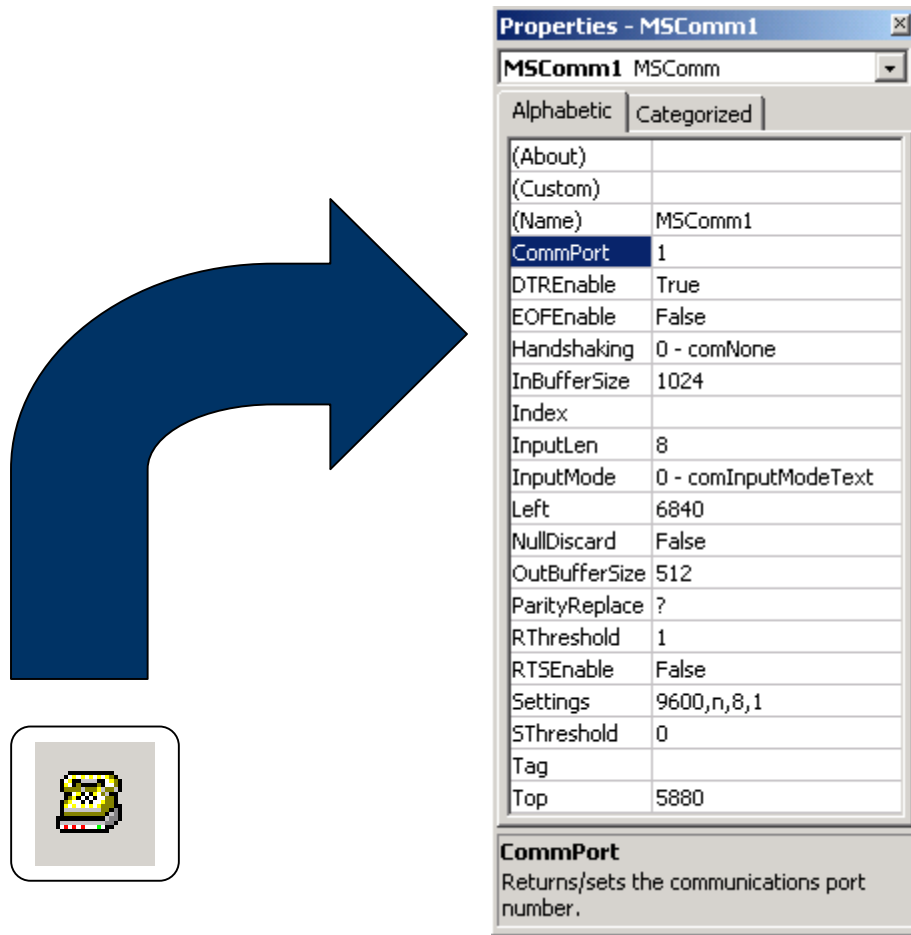 Properties - MSComm1
MSComm1 MSComm
Alphabetic Categorized
(About)
(Custom)
(Name) MSComm1
CommPort 1
DTREnable True
EOFEnable False
Handshaking 0 - comNone
InBufferSize 1024
Index
InputLen 8
InputMode 0 - comInputModeText
Left 6840
NullDiscard False
OutBufferSize 512
ParityReplace ?
RThreshold 1
RTSEnable False
Settings 9600,n,8,1
SThreshold 0
Tag
Top 5880
CommPort
Returns/sets the communications port
number.